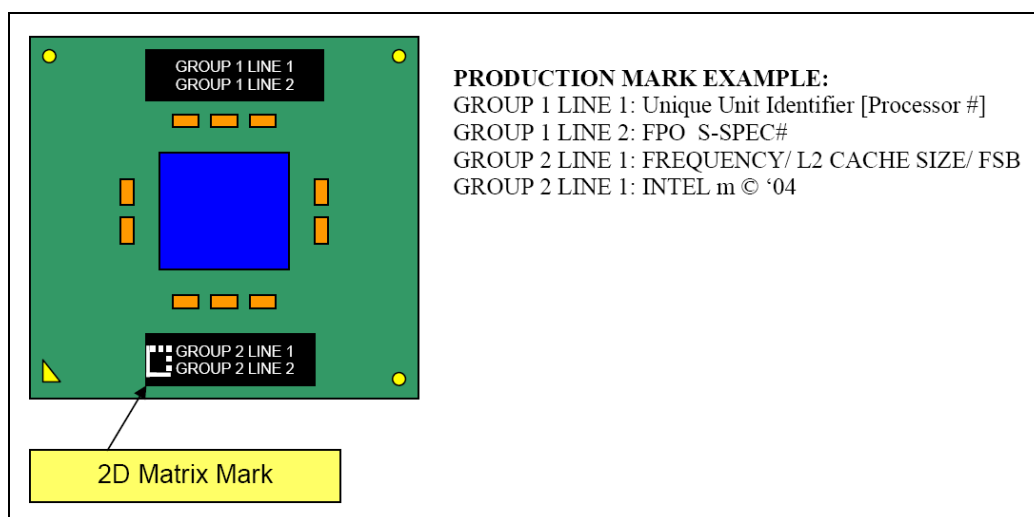 GROUP 1 LINE 1
GROUP 1 LINE 2
PRODUCTION MARK EXAMPLE:
GROUP 1 LINE 1: Unique Unit Identifier [Processor #]
GROUP 1 LINE 2: FPO  S-SPEC#
GROUP 2 LINE 1: FREQUENCY/ L2 CACHE SIZE/ FSB
GROUP 2 LINE 1: INTEL m © ‘04
GROUP 2 LINE 1
GROUP 2 LINE 2
2D Matrix Mark